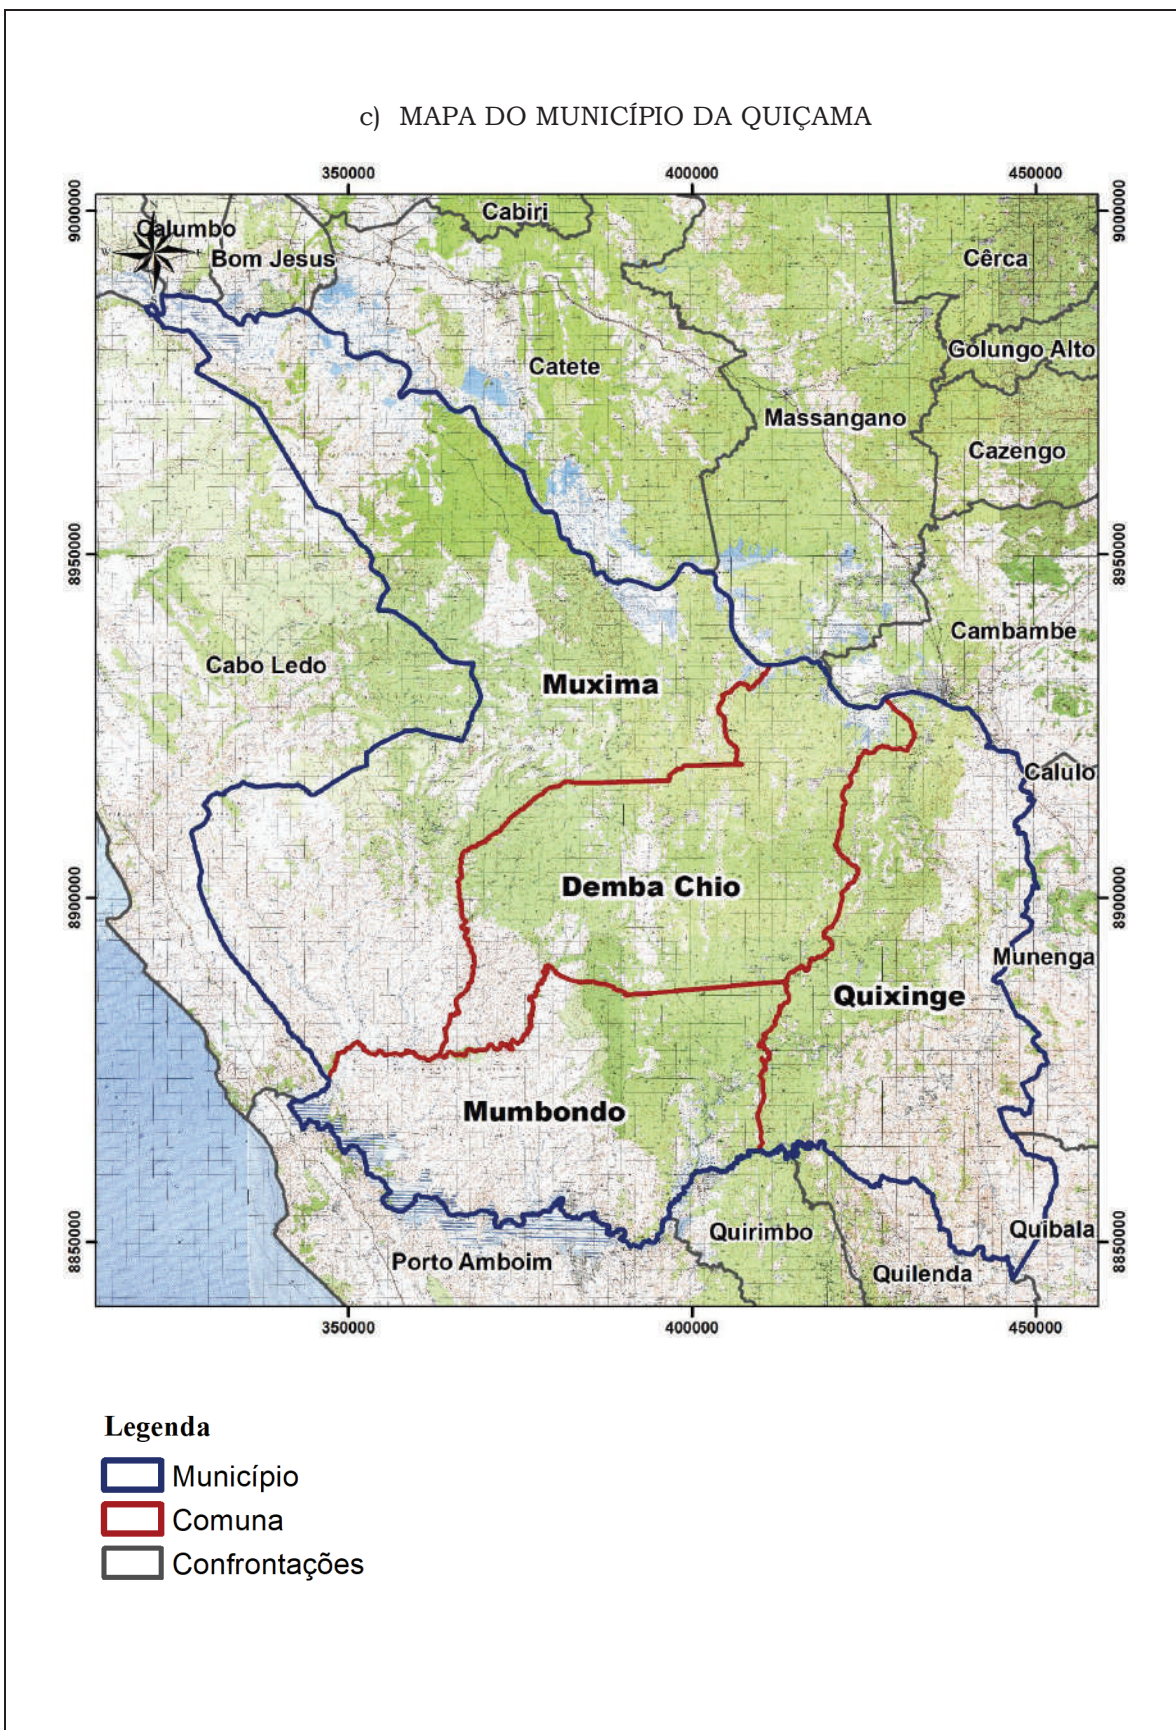 c) MAPA DO MUNICÍPIO DA QUIÇAMA
350000 400000 450000
9000000 9000000
N
W E
Calumbo
Cabiri
Bom Jesus
Cêrca
Golungo Alto
Catete
Massangano
Cazengo
8950000 8950000
Cambambe
Cabo Ledo
Muxima
Calulo
Demba Chio
8900000 8900000
Munenga
Quixinge
Mumbondo
Quirimbo
Quibala
8850000 8850000
Porto Amboim
Quilenda
350000 400000 450000
Legenda
Município
Comuna
Confrontações